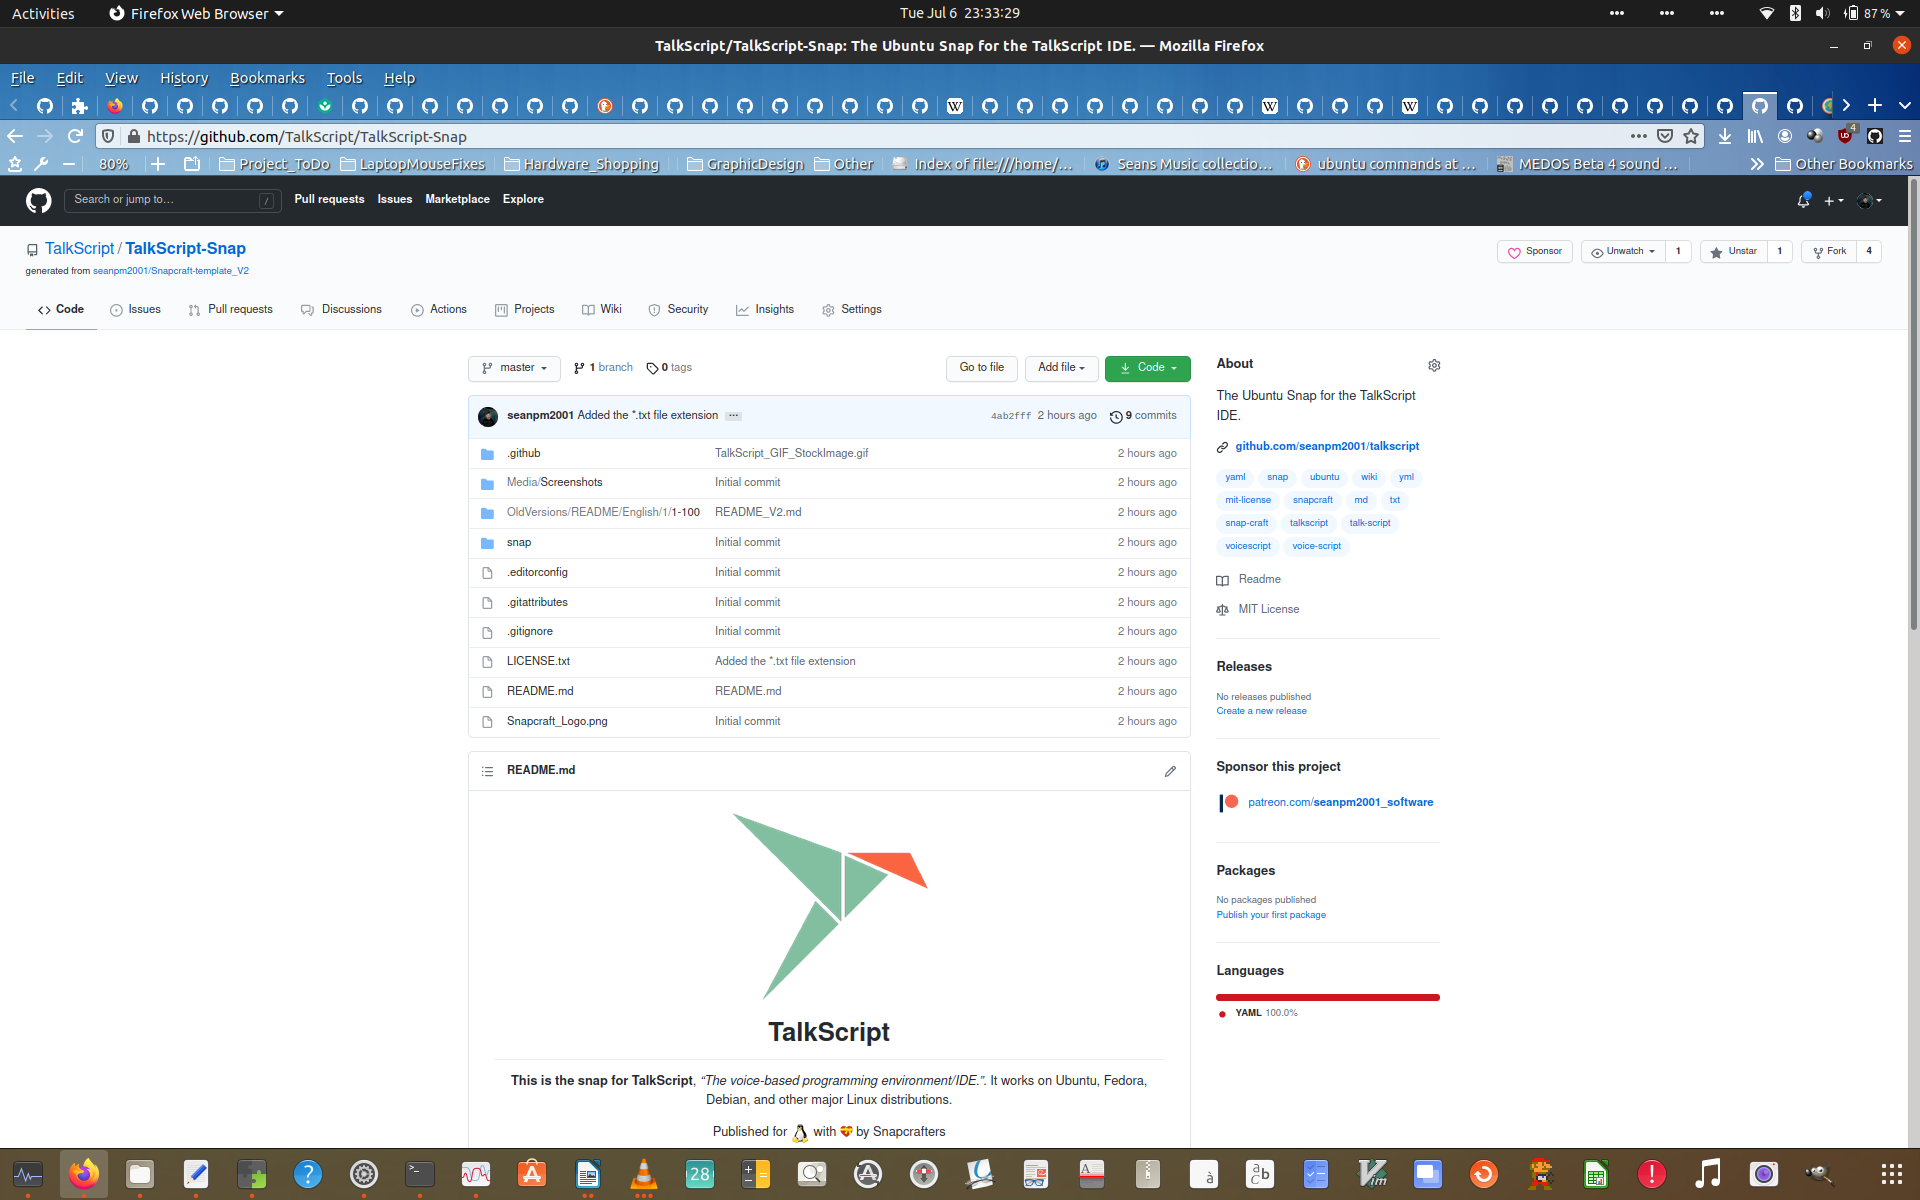 Activities
Firefox Web Browser
Tue Jul 6 23:33:29
87 %
TalkScript/TalkScript-Snap: The Ubuntu Snap for the TalkScript IDE. — Mozilla Firefox
File Edit View History Bookmarks Tools Help
https://github.com/TalkScript/TalkScript-Snap
4
80% Project_ToDo LaptopMouseFixes Hardware_Shopping GraphicDesign Other Index of file:///home/... Seans Music collectio... ubuntu commands at ... MEDOS Beta 4 sound ... Other Bookmarks
Search or jump to... /
Pull requests Issues Marketplace Explore
TalkScript / TalkScript-Snap
generated from seanpm2001/Snapcraft-template_V2
Sponsor Unwatch 1 Unstar 1 Fork 4
Code Issues Pull requests Discussions Actions Projects Wiki Security Insights Settings
master 1 branch 0 tags Go to file Add file Code
seanpm2001 Added the *.txt file extension ... 4ab2fff 2 hours ago 9 commits
.github TalkScript_GIF_StockImage.gif 2 hours ago
Media/Screenshots Initial commit 2 hours ago
OldVersions/README/English/1/1-100 README_V2.md 2 hours ago
snap Initial commit 2 hours ago
.editorconfig Initial commit 2 hours ago
.gitattributes Initial commit 2 hours ago
.gitignore Initial commit 2 hours ago
LICENSE.txt Added the *.txt file extension 2 hours ago
README.md README.md 2 hours ago
Snapcraft_Logo.png Initial commit 2 hours ago
README.md
TalkScript
This is the snap for TalkScript, “The voice-based programming environment/IDE.”. It works on Ubuntu, Fedora,
Debian, and other major Linux distributions.
Published for with by Snapcrafters
About
The Ubuntu Snap for the TalkScript
IDE.
github.com/seanpm2001/talkscript
yaml snap ubuntu wiki yml
mit-license snapcraft md txt
snap-craft talkscript talk-script
voicescript voice-script
Readme
MIT License
Releases
No releases published
Create a new release
Sponsor this project
patreon.com/seanpm2001_software
Packages
No packages published
Publish your first package
Languages
YAML 100.0%
28